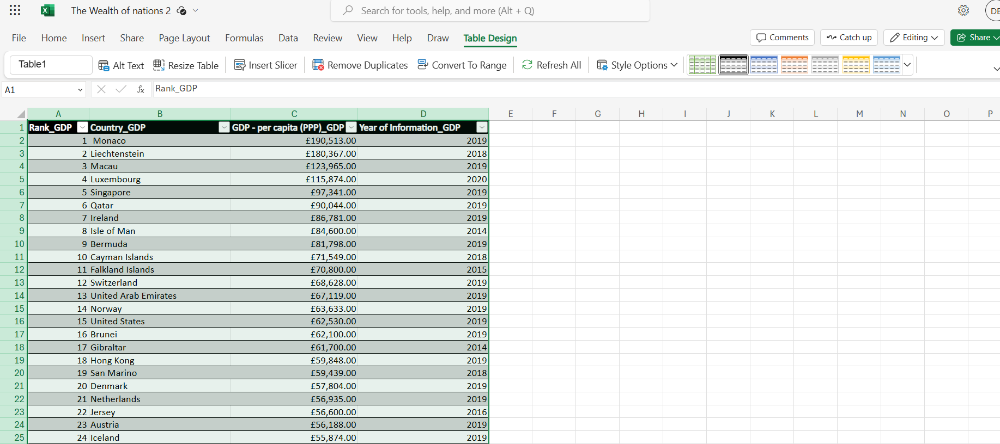 The Wealth of nations 2
Search for tools, help, and more (Alt + Q)
File Home Insert Share Page Layout Formulas Data Review View Help Draw Table Design Comments Catch up Editing Share
Table1 Alt Text Resize Table Insert Slicer Remove Duplicates Convert To Range Refresh All Style Options
A1 fx Rank_GDP
A B C D E F G H I J K L M N O P
1 Rank_GDP Country_GDP GDP - per capita (PPP)_GDP Year of Information_GDP
2 1 Monaco £190,513.00 2019
3 2 Liechtenstein £180,367.00 2018
4 3 Macau £123,965.00 2019
5 4 Luxembourg £115,874.00 2020
6 5 Singapore £97,341.00 2019
7 6 Qatar £90,044.00 2019
8 7 Ireland £86,781.00 2019
9 8 Isle of Man £84,600.00 2014
10 9 Bermuda £81,798.00 2019
11 10 Cayman Islands £71,549.00 2018
12 11 Falkland Islands £70,800.00 2015
13 12 Switzerland £68,628.00 2019
14 13 United Arab Emirates £67,119.00 2019
15 14 Norway £63,633.00 2019
16 15 United States £62,530.00 2019
17 16 Brunei £62,100.00 2019
18 17 Gibraltar £61,700.00 2014
19 18 Hong Kong £59,848.00 2019
20 19 San Marino £59,439.00 2018
21 20 Denmark £57,804.00 2019
22 21 Netherlands £56,935.00 2019
23 22 Jersey £56,600.00 2016
24 23 Austria £56,188.00 2019
25 24 Iceland £55,874.00 2019